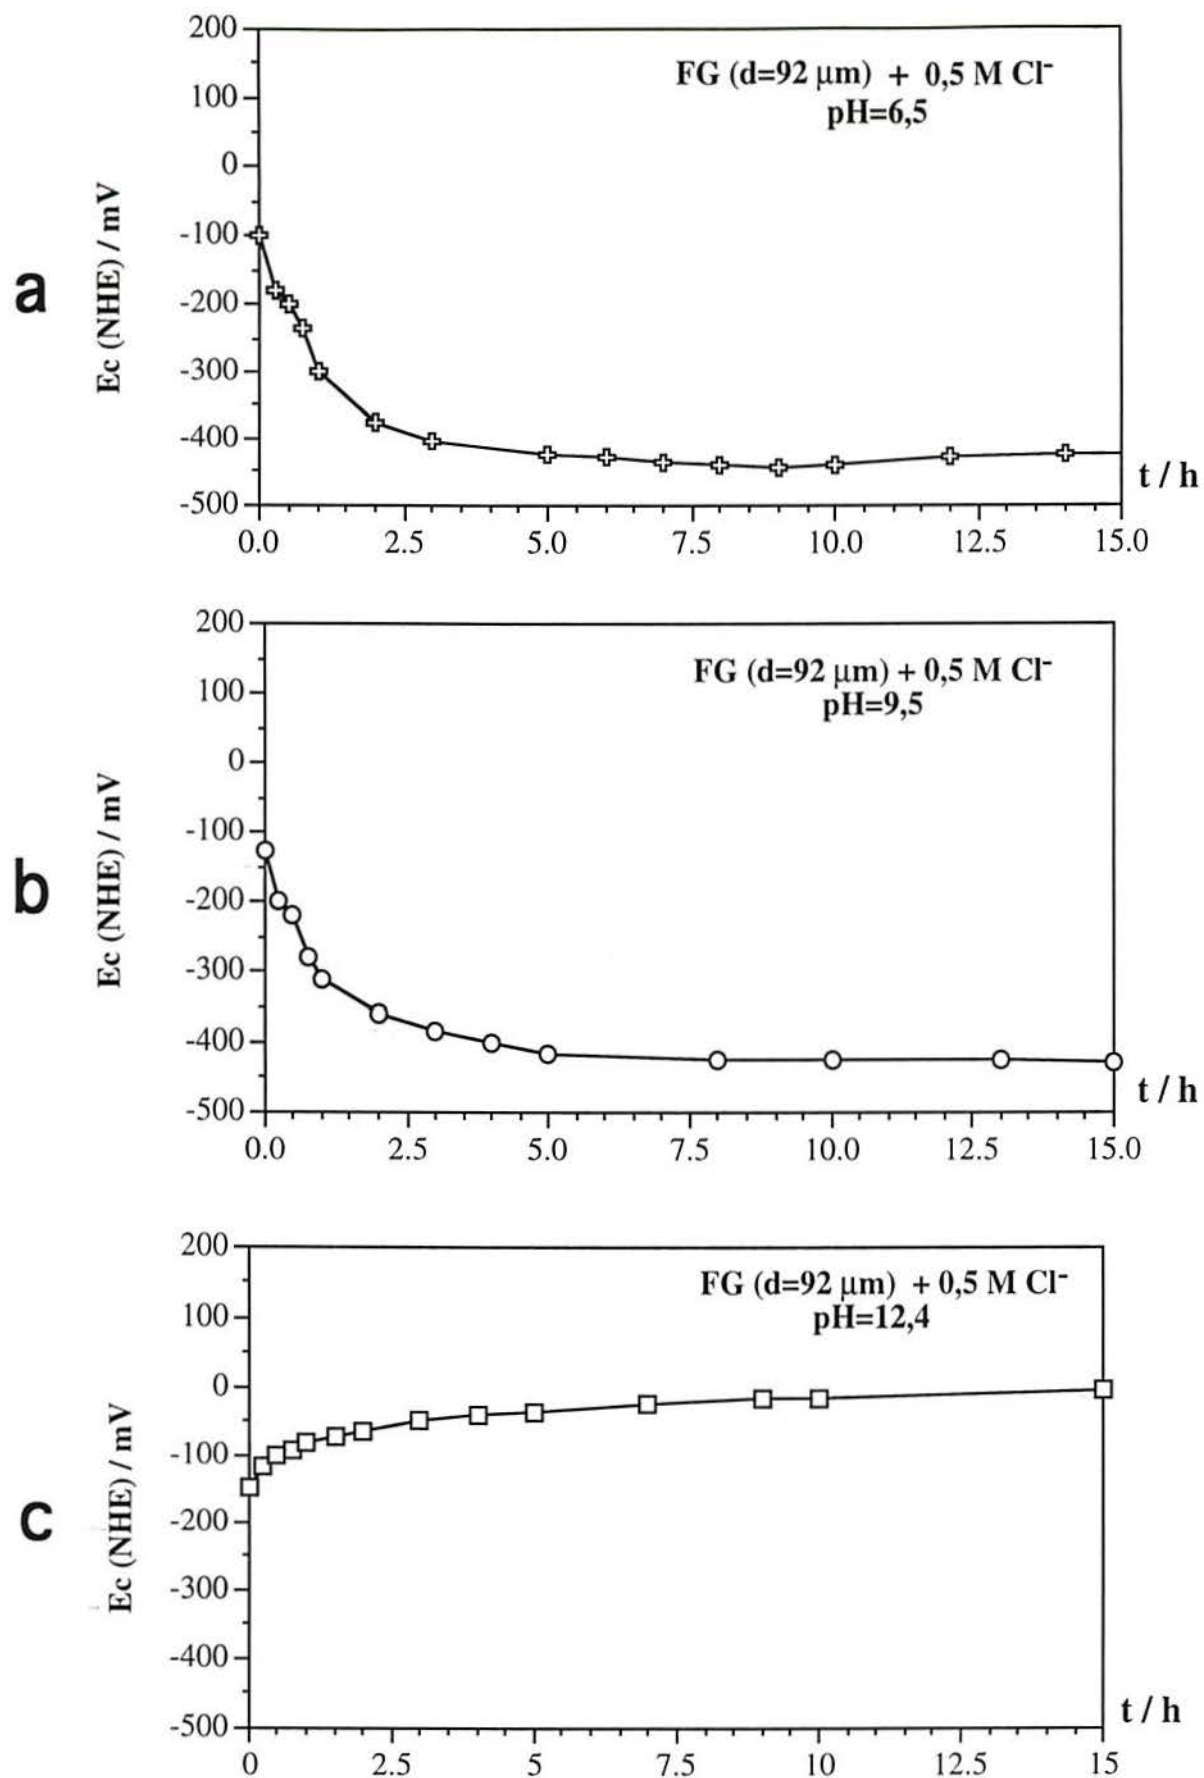 a
Ec (NHE) / mV
200
100
0
-100
-200
-300
-400
-500
FG (d=92 μm) + 0,5 M Cl⁻
pH=6,5
t / h
0.0 2.5 5.0 7.5 10.0 12.5 15.0
b
Ec (NHE) / mV
200
100
0
-100
-200
-300
-400
-500
FG (d=92 μm) + 0,5 M Cl⁻
pH=9,5
t / h
0.0 2.5 5.0 7.5 10.0 12.5 15.0
c
Ec (NHE) / mV
200
100
0
-100
-200
-300
-400
-500
FG (d=92 μm) + 0,5 M Cl⁻
pH=12,4
t / h
0 2.5 5 7.5 10 12.5 15